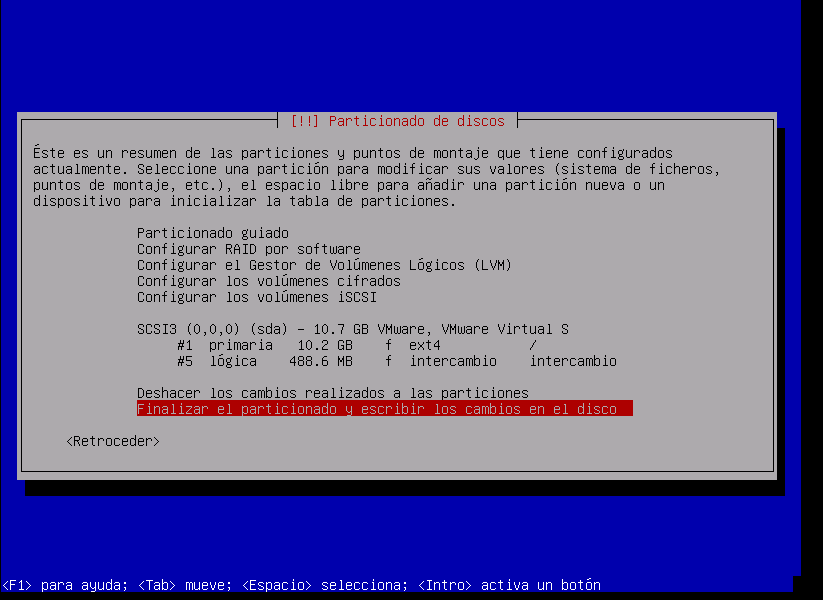 [!!] Particionado de discos
Éste es un resumen de las particiones y puntos de montaje que tiene configurados
actualmente. Seleccione una partición para modificar sus valores (sistema de ficheros,
puntos de montaje, etc.), el espacio libre para añadir una partición nueva o un
dispositivo para inicializar la tabla de particiones.
Particionado guiado
Configurar RAID por software
Configurar el Gestor de Volúmenes Lógicos (LVM)
Configurar los volúmenes cifrados
Configurar los volúmenes iSCSI
SCSI3 (0,0,0) (sda) - 10.7 GB VMware, VMware Virtual S
#1 primaria 10.2 GB f ext4 /
#5 lógica 488.6 MB f intercambio intercambio
Deshacer los cambios realizados a las particiones
Finalizar el particionado y escribir los cambios en el disco
<Retroceder>
<F1> para ayuda; <Tab> mueve; <Espacio> selecciona; <Intro> activa un botón